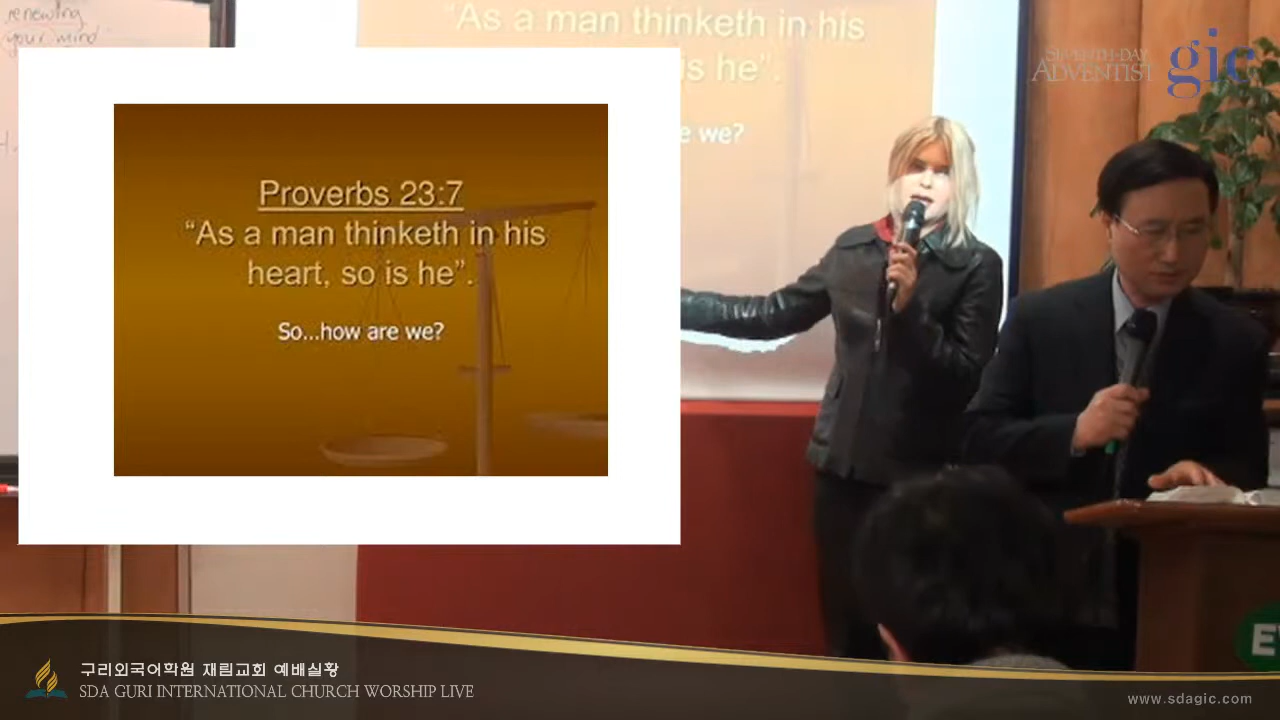 renewing
your mind
"As a man thinketh in his
is he".
e we?
SEVENTH-DAY
ADVENTIST
gic
Proverbs 23:7
“As a man thinketh in his
heart, so is he”.
So...how are we?
E
구리외국어학원 재림교회 예배실황
SDA GURI INTERNATIONAL CHURCH WORSHIP LIVE
www.sdagic.com